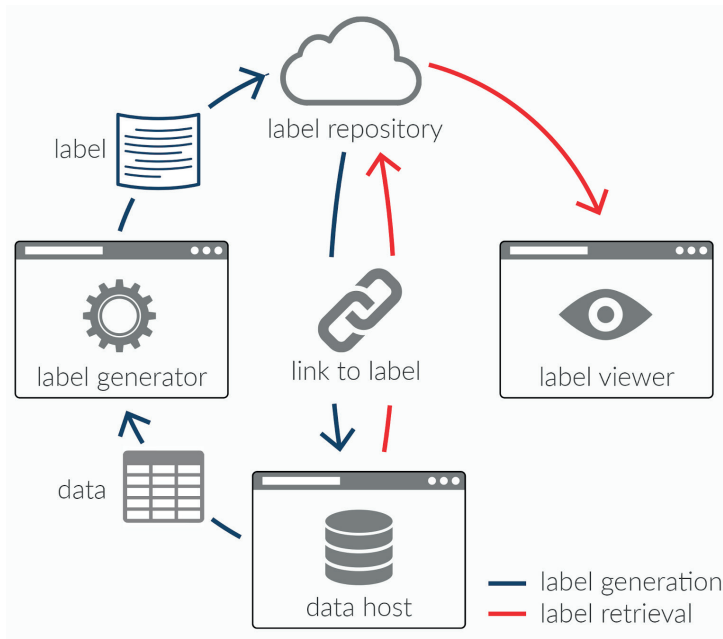 label repository
label
label generator
link to label
label viewer
data
data host
label generation
label retrieval